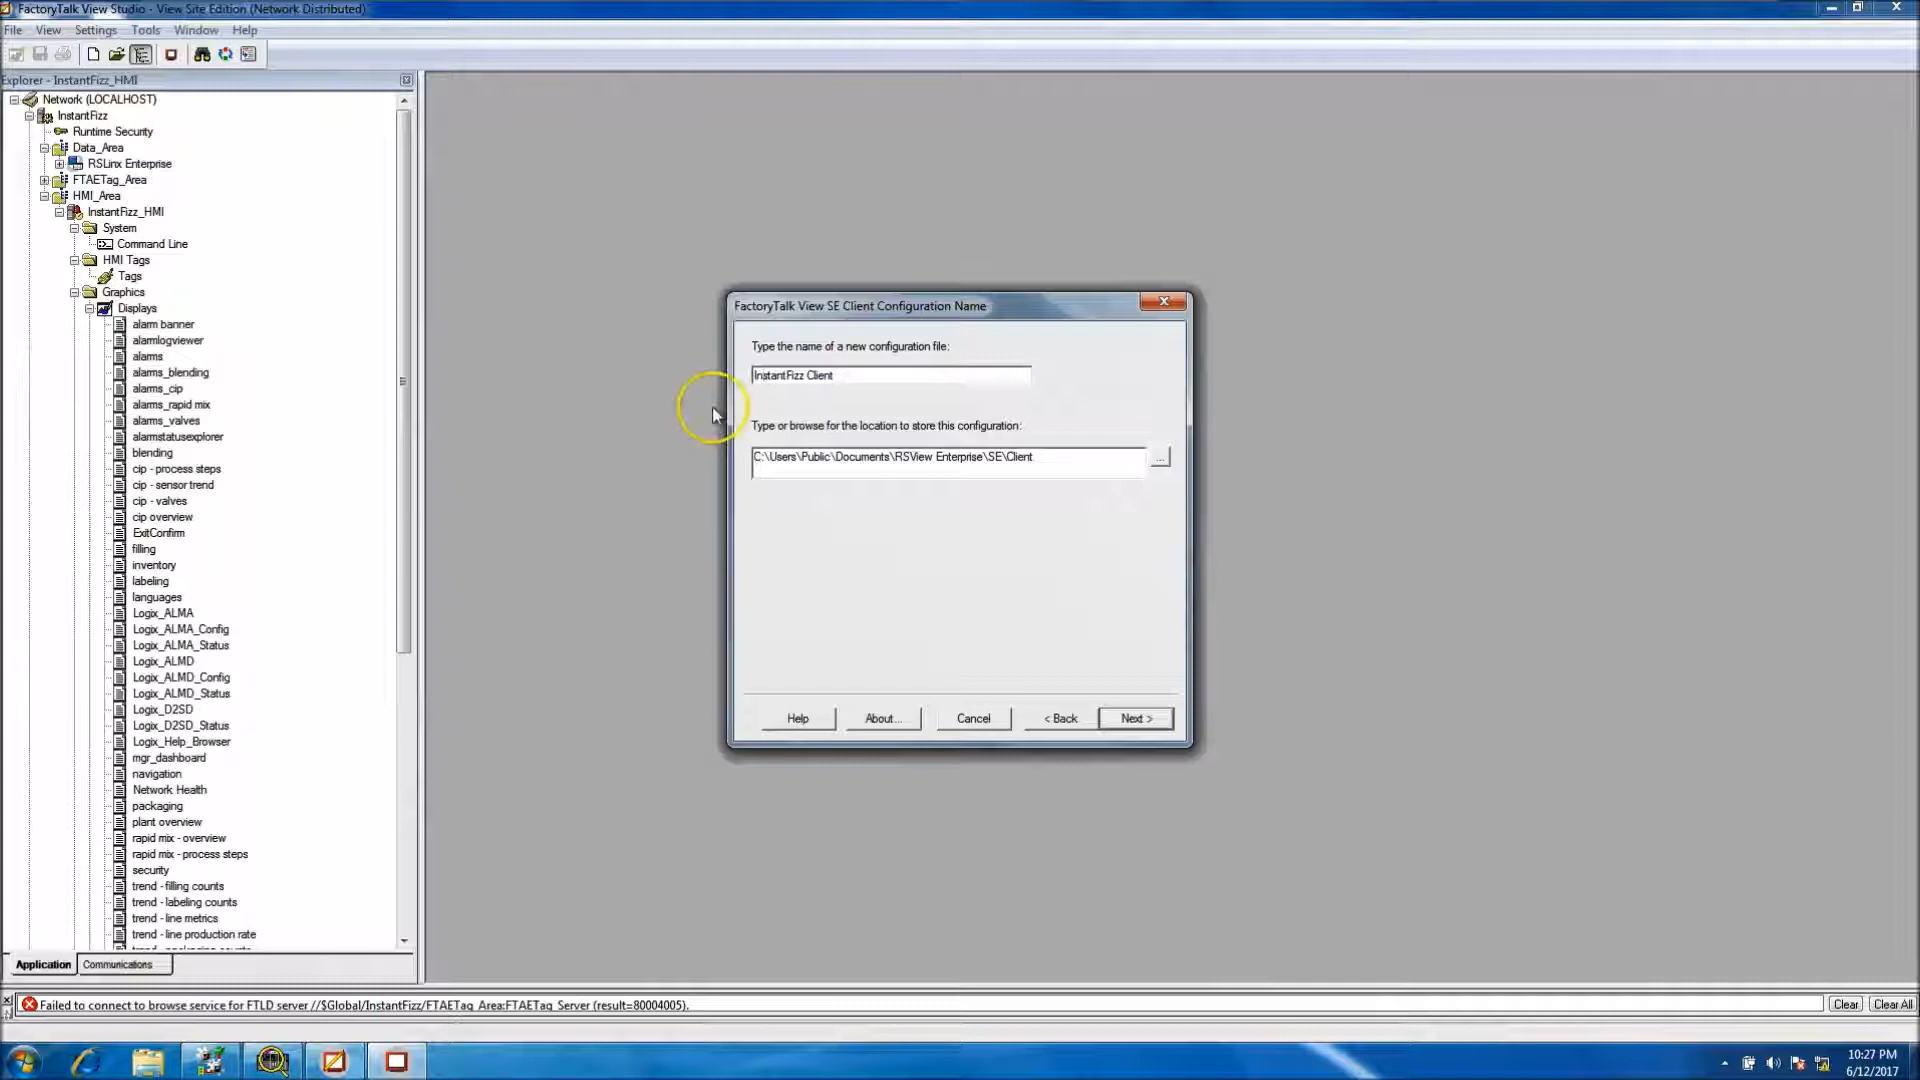 FactoryTalk View Studio - View Site Edition (Network Distributed)
File View Settings Tools Window Help
Explorer - InstantFizz_HMI
Network (LOCALHOST)
InstantFizz
Runtime Security
Data_Area
RSLinx Enterprise
FTAETag_Area
HMI_Area
InstantFizz_HMI
System
Command Line
HMI Tags
Tags
Graphics
Displays
alarm banner
alarmlogviewer
alarms
alarms_blending
alarms_cip
alarms_rapid mix
alarms_valves
alarmstatusexplorer
blending
cip - process steps
cip - sensor trend
cip - valves
cip overview
ExitConfirm
filling
inventory
labeling
languages
Logix_ALMA
Logix_ALMA_Config
Logix_ALMA_Status
Logix_ALMD
Logix_ALMD_Config
Logix_ALMD_Status
Logix_D2SD
Logix_D2SD_Status
Logix_Help_Browser
mgr_dashboard
navigation
Network Health
packaging
plant overview
rapid mix - overview
rapid mix - process steps
security
trend - filling counts
trend - labeling counts
trend - line metrics
trend - line production rate
Application Communications
FactoryTalk View SE Client Configuration Name
Type the name of a new configuration file:
InstantFizz Client
Type or browse for the location to store this configuration:
C:\Users\Public\Documents\RSView Enterprise\SE\Client
...
Help About... Cancel < Back Next >
Failed to connect to browse service for FTLD server //$Global/InstantFizz/FTAETag_Area:FTAETag_Server (result=80004005).
Clear Clear All
10:27 PM
6/12/2017